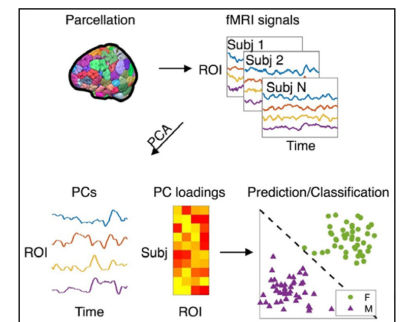 Parcellation
fMRI signals
Subj 1
Subj 2
Subj N
ROI
Time
PCA
PCs
PC loadings
Prediction/Classification
ROI
Subj
Time
ROI
F
M